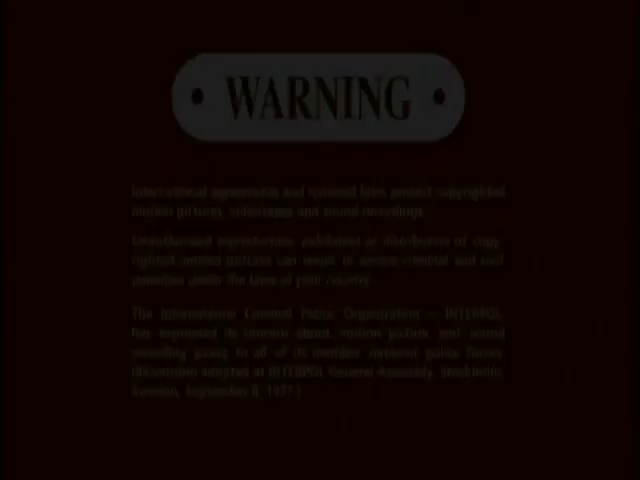 WARNING
International agreements and national laws protect copyrighted
motion pictures, videotapes and sound recordings.
Unauthorized reproduction, exhibition or distribution of copy-
righted motion pictures can result in severe criminal and civil
penalties under the laws of your country.
The International Criminal Police Organization – INTERPOL,
has expressed its concern about motion picture and sound
recording piracy to all of its member national police forces.
(Resolution adopted at INTERPOL General Assembly, Stockholm,
Sweden, September 8, 1977.)